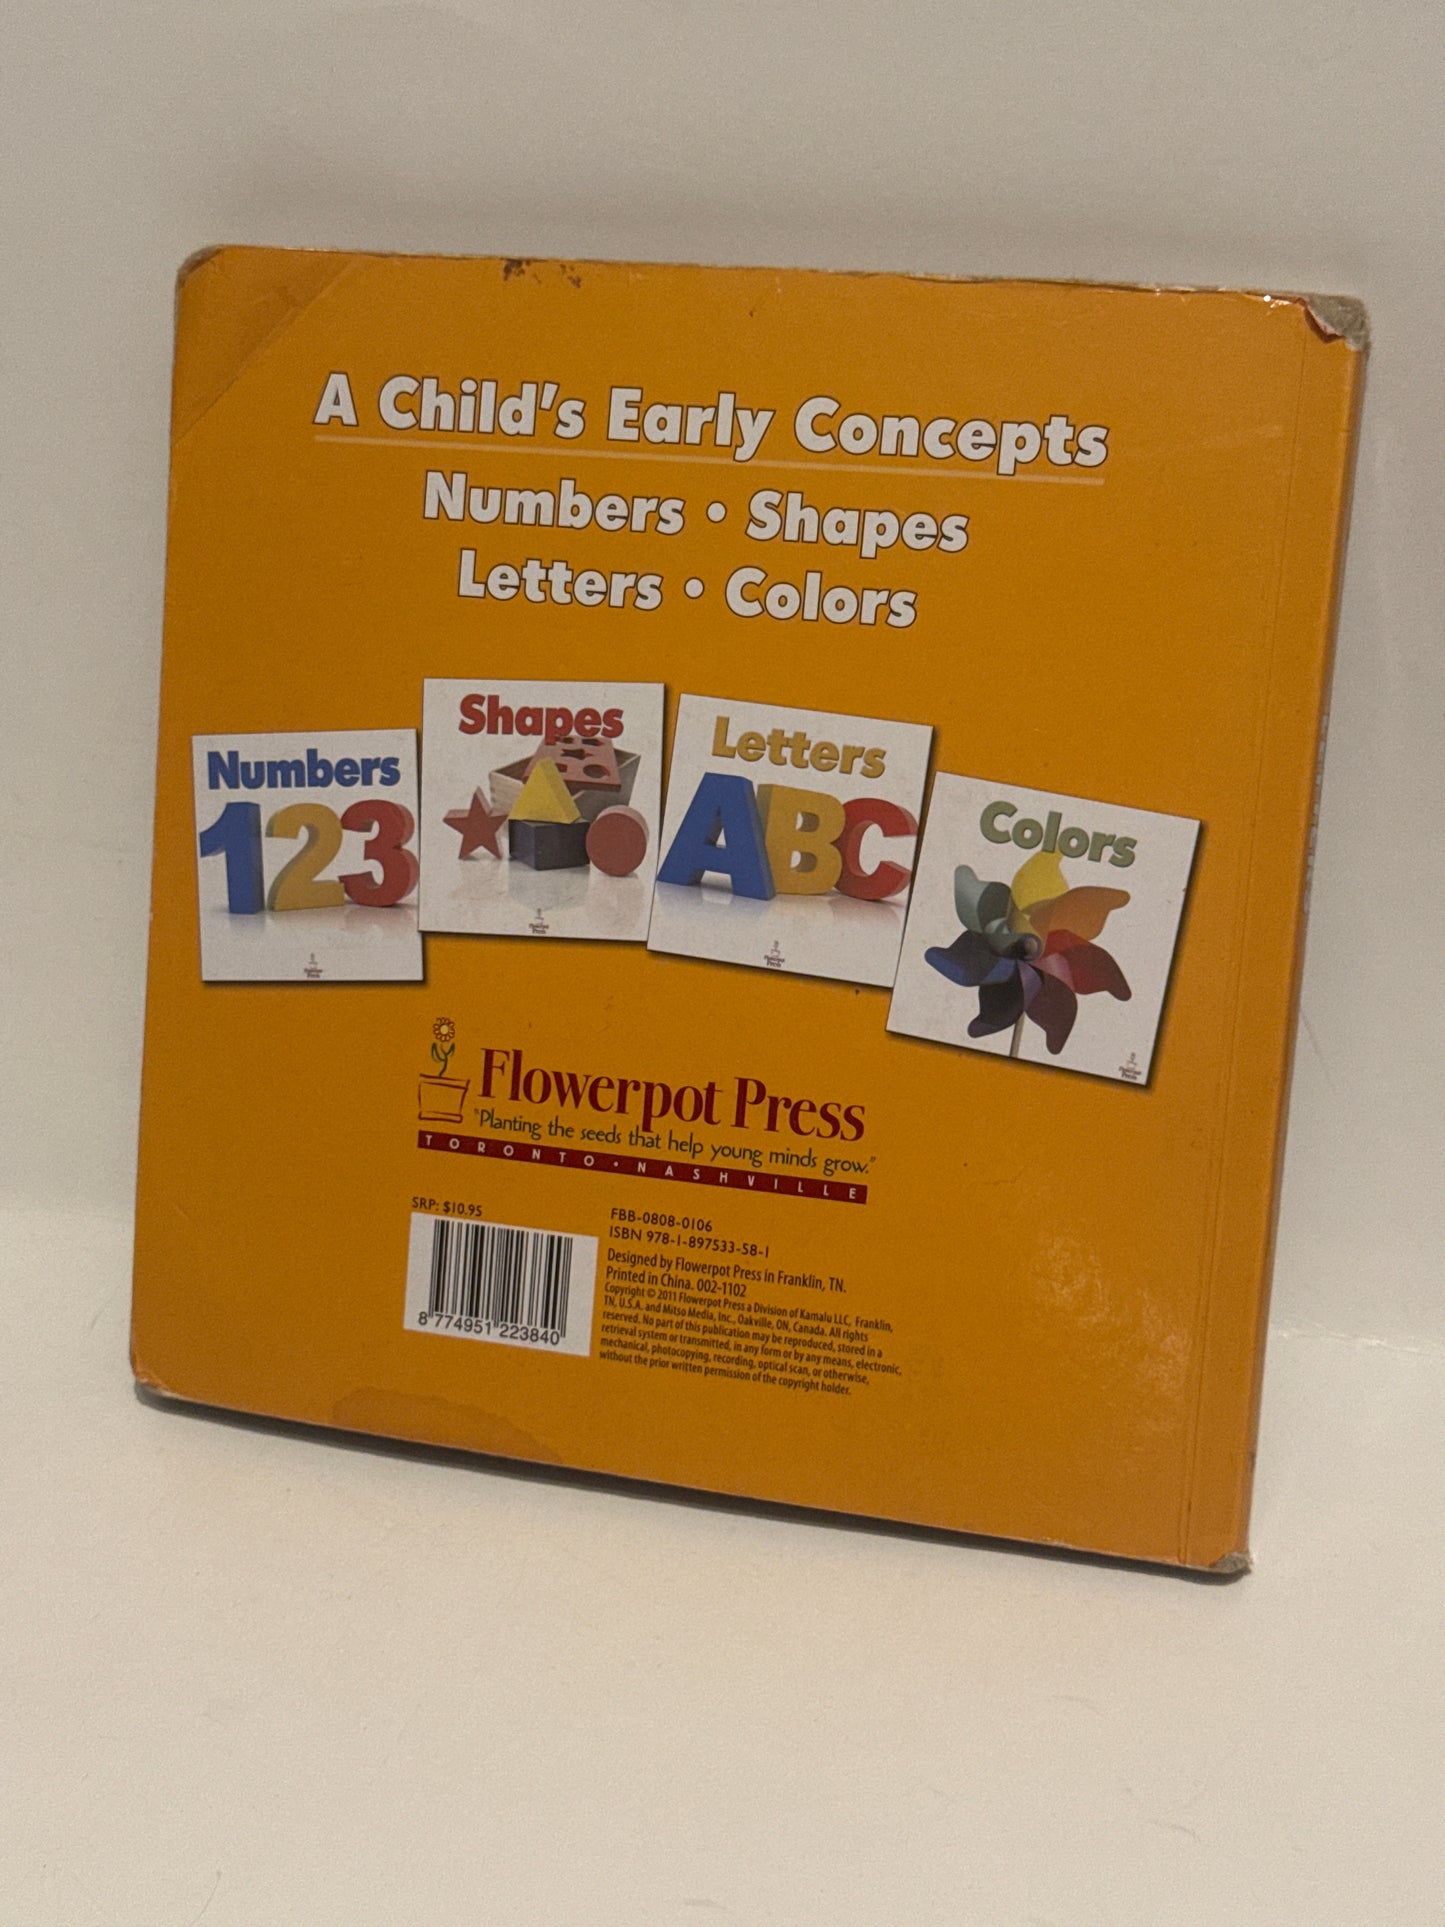 A Child's Early Concepts
Numbers • Shapes
Letters • Colors
Numbers
123
Shapes
Flowerpot
Press
Letters
ABC
Flowerpot
Press
Colors
Flowerpot Press
"Planting the seeds that help young minds grow."
TORONTO • NASHVILLE
SRP: $10.95
8 774951 223840
FBB-0808-0106
ISBN 978-1-897533-58-1
Designed by Flowerpot Press in Franklin, TN.
Printed in China. 002-1102
Copyright © 2011 Flowerpot Press a Division of Kamalu LLC, Franklin,
TN, U.S.A. and Mitso Media, Inc., Oakville, ON, Canada. All rights
reserved. No part of this publication may be reproduced, stored in a
retrieval system or transmitted, in any form or by any means, electronic,
mechanical, photocopying, recording, optical scan, or otherwise,
without the prior written permission of the copyright holder.